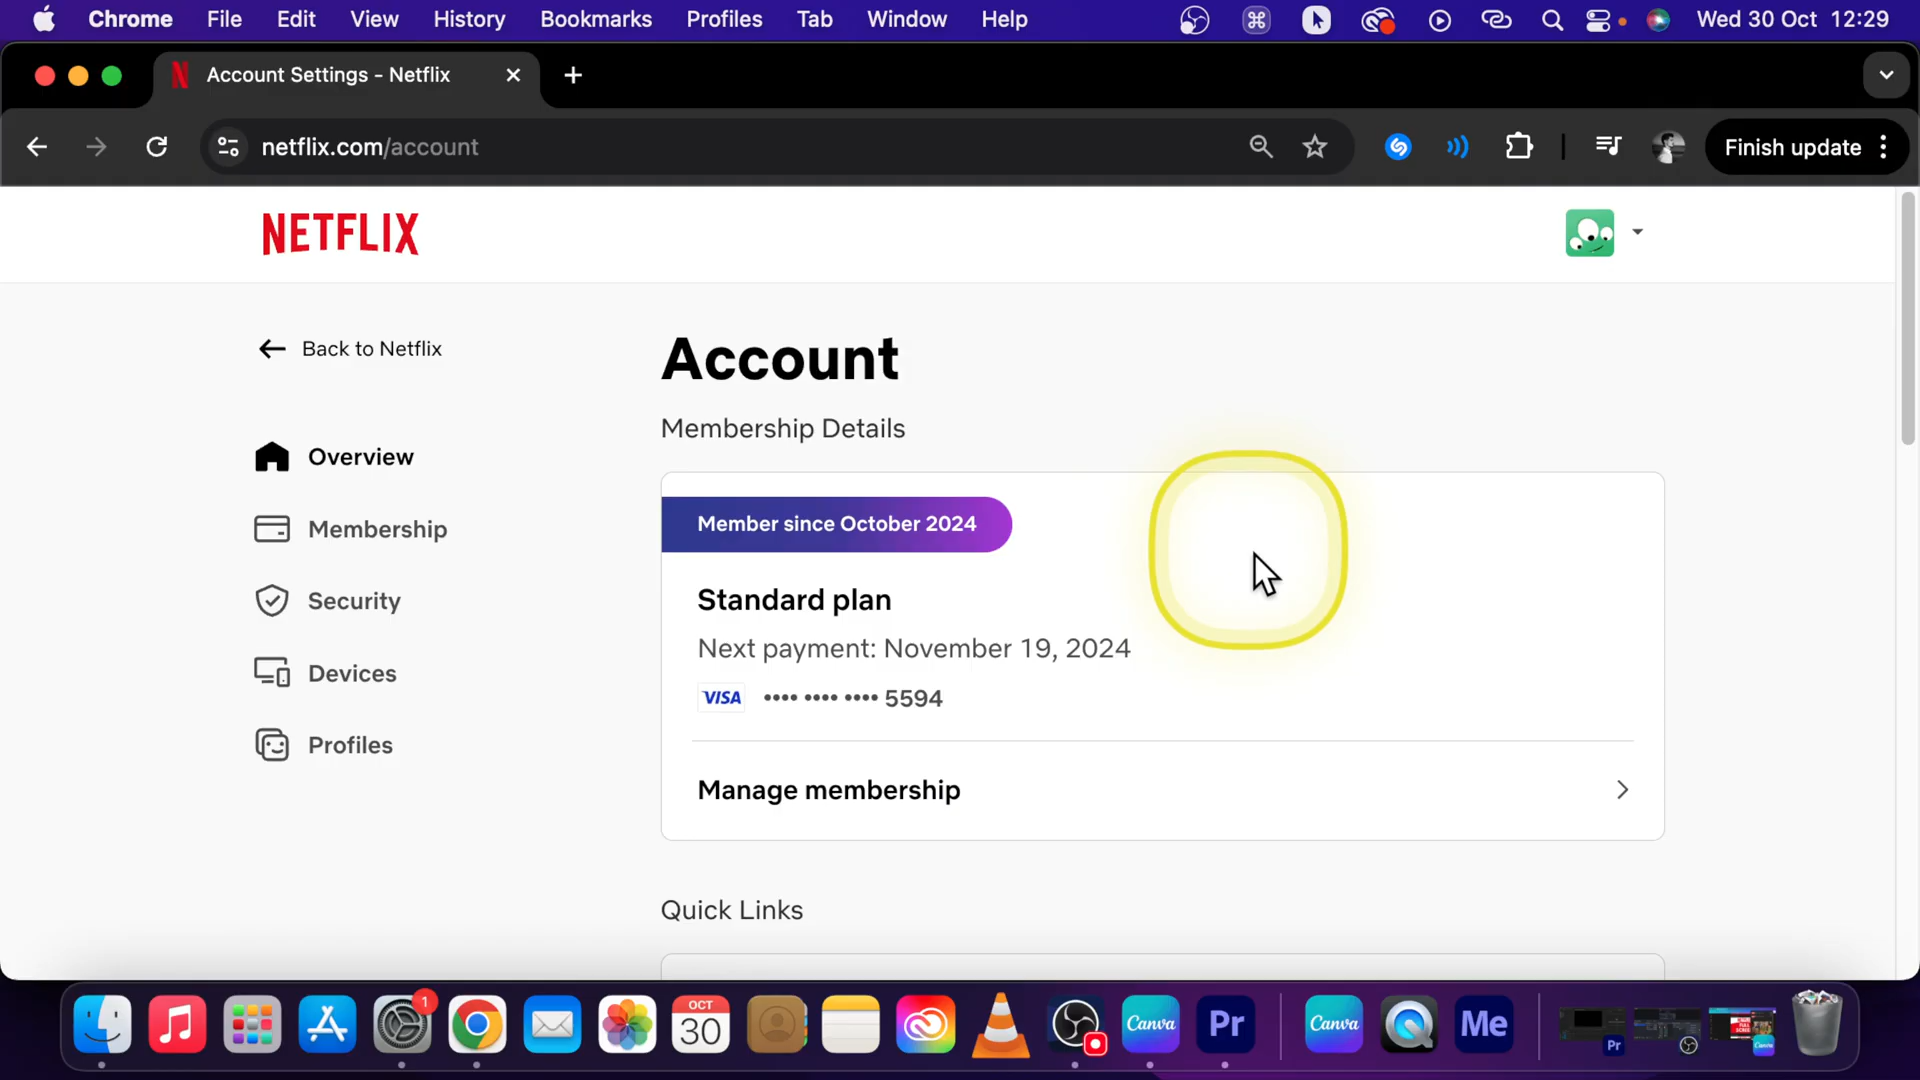 Chrome File Edit View History Bookmarks Profiles Tab Window Help Wed 30 Oct 12:29
Account Settings - Netflix
netflix.com/account Finish update
NETFLIX
Back to Netflix
Account
Membership Details
Overview
Membership
Security
Devices
Profiles
Member since October 2024
Standard plan
Next payment: November 19, 2024
VISA •••• •••• •••• 5594
Manage membership
Quick Links
1
OCT
30
Canva
Pr
Canva
Me
Pr